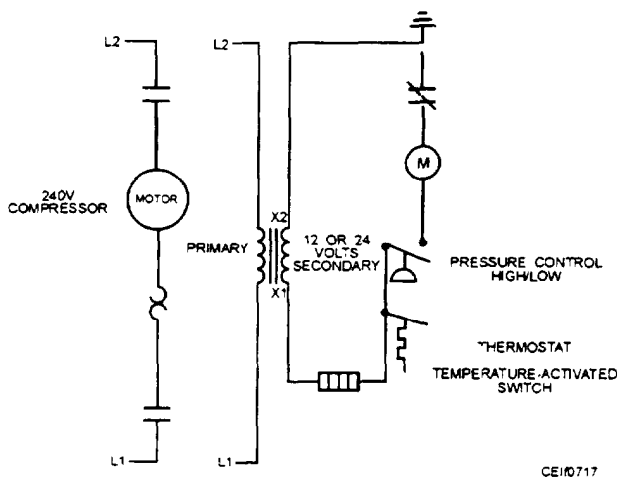 L2
L2
M
240V
COMPRESSOR
MOTOR
X2
PRIMARY
12 OR 24
VOLTS
SECONDARY
X1
PRESSURE CONTROL
HIGH/LOW
THERMOSTAT
TEMPERATURE-ACTIVATED
SWITCH
L1
L1